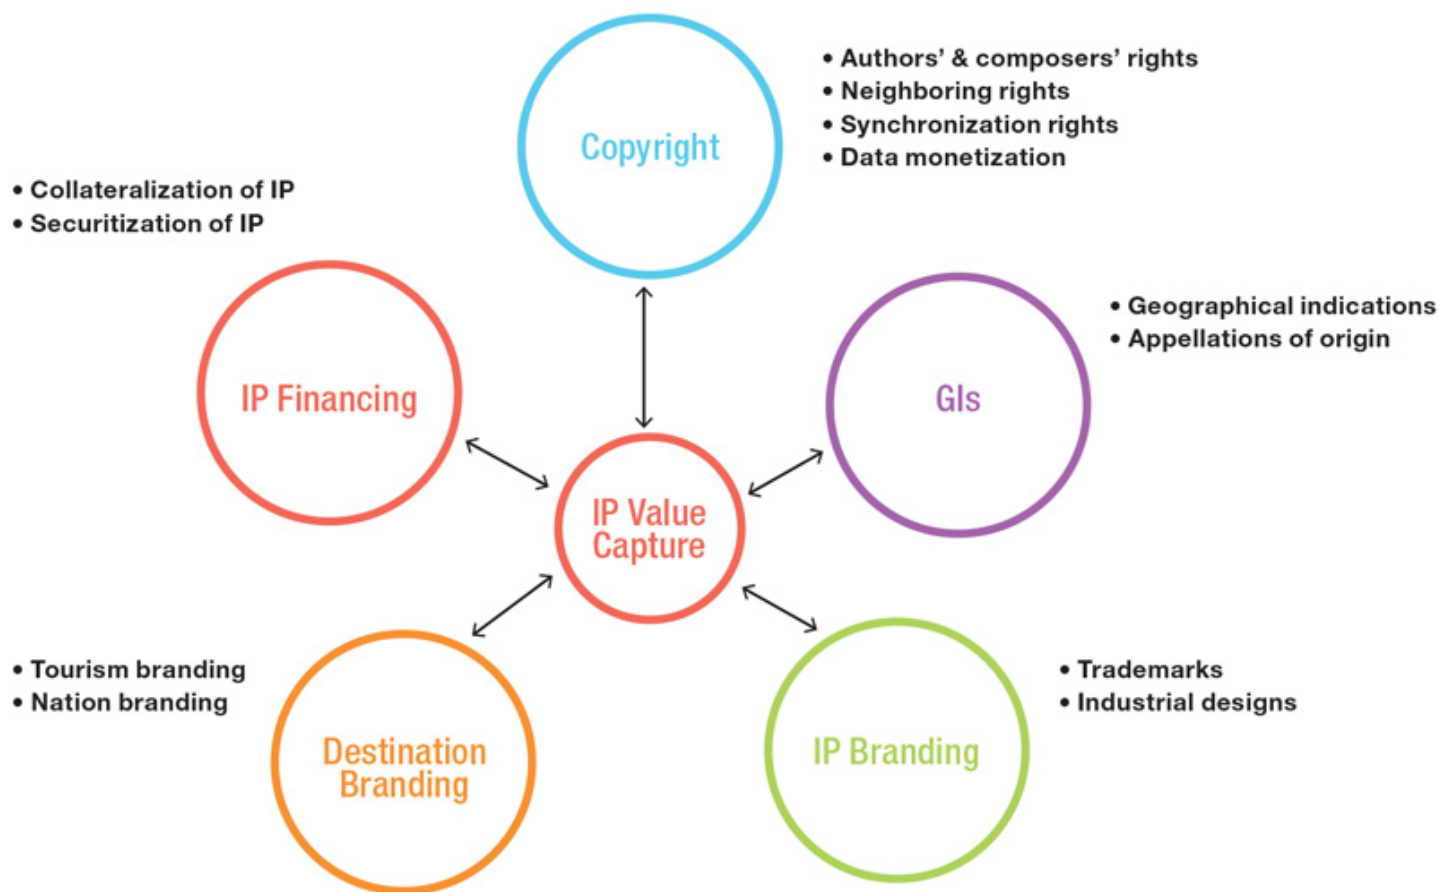 Copyright
• Authors’ & composers’ rights
• Neighboring rights
• Synchronization rights
• Data monetization
• Collateralization of IP
• Securitization of IP
IP Financing
• Geographical indications
• Appellations of origin
GIs
IP Value
Capture
• Tourism branding
• Nation branding
Destination
Branding
• Trademarks
• Industrial designs
IP Branding